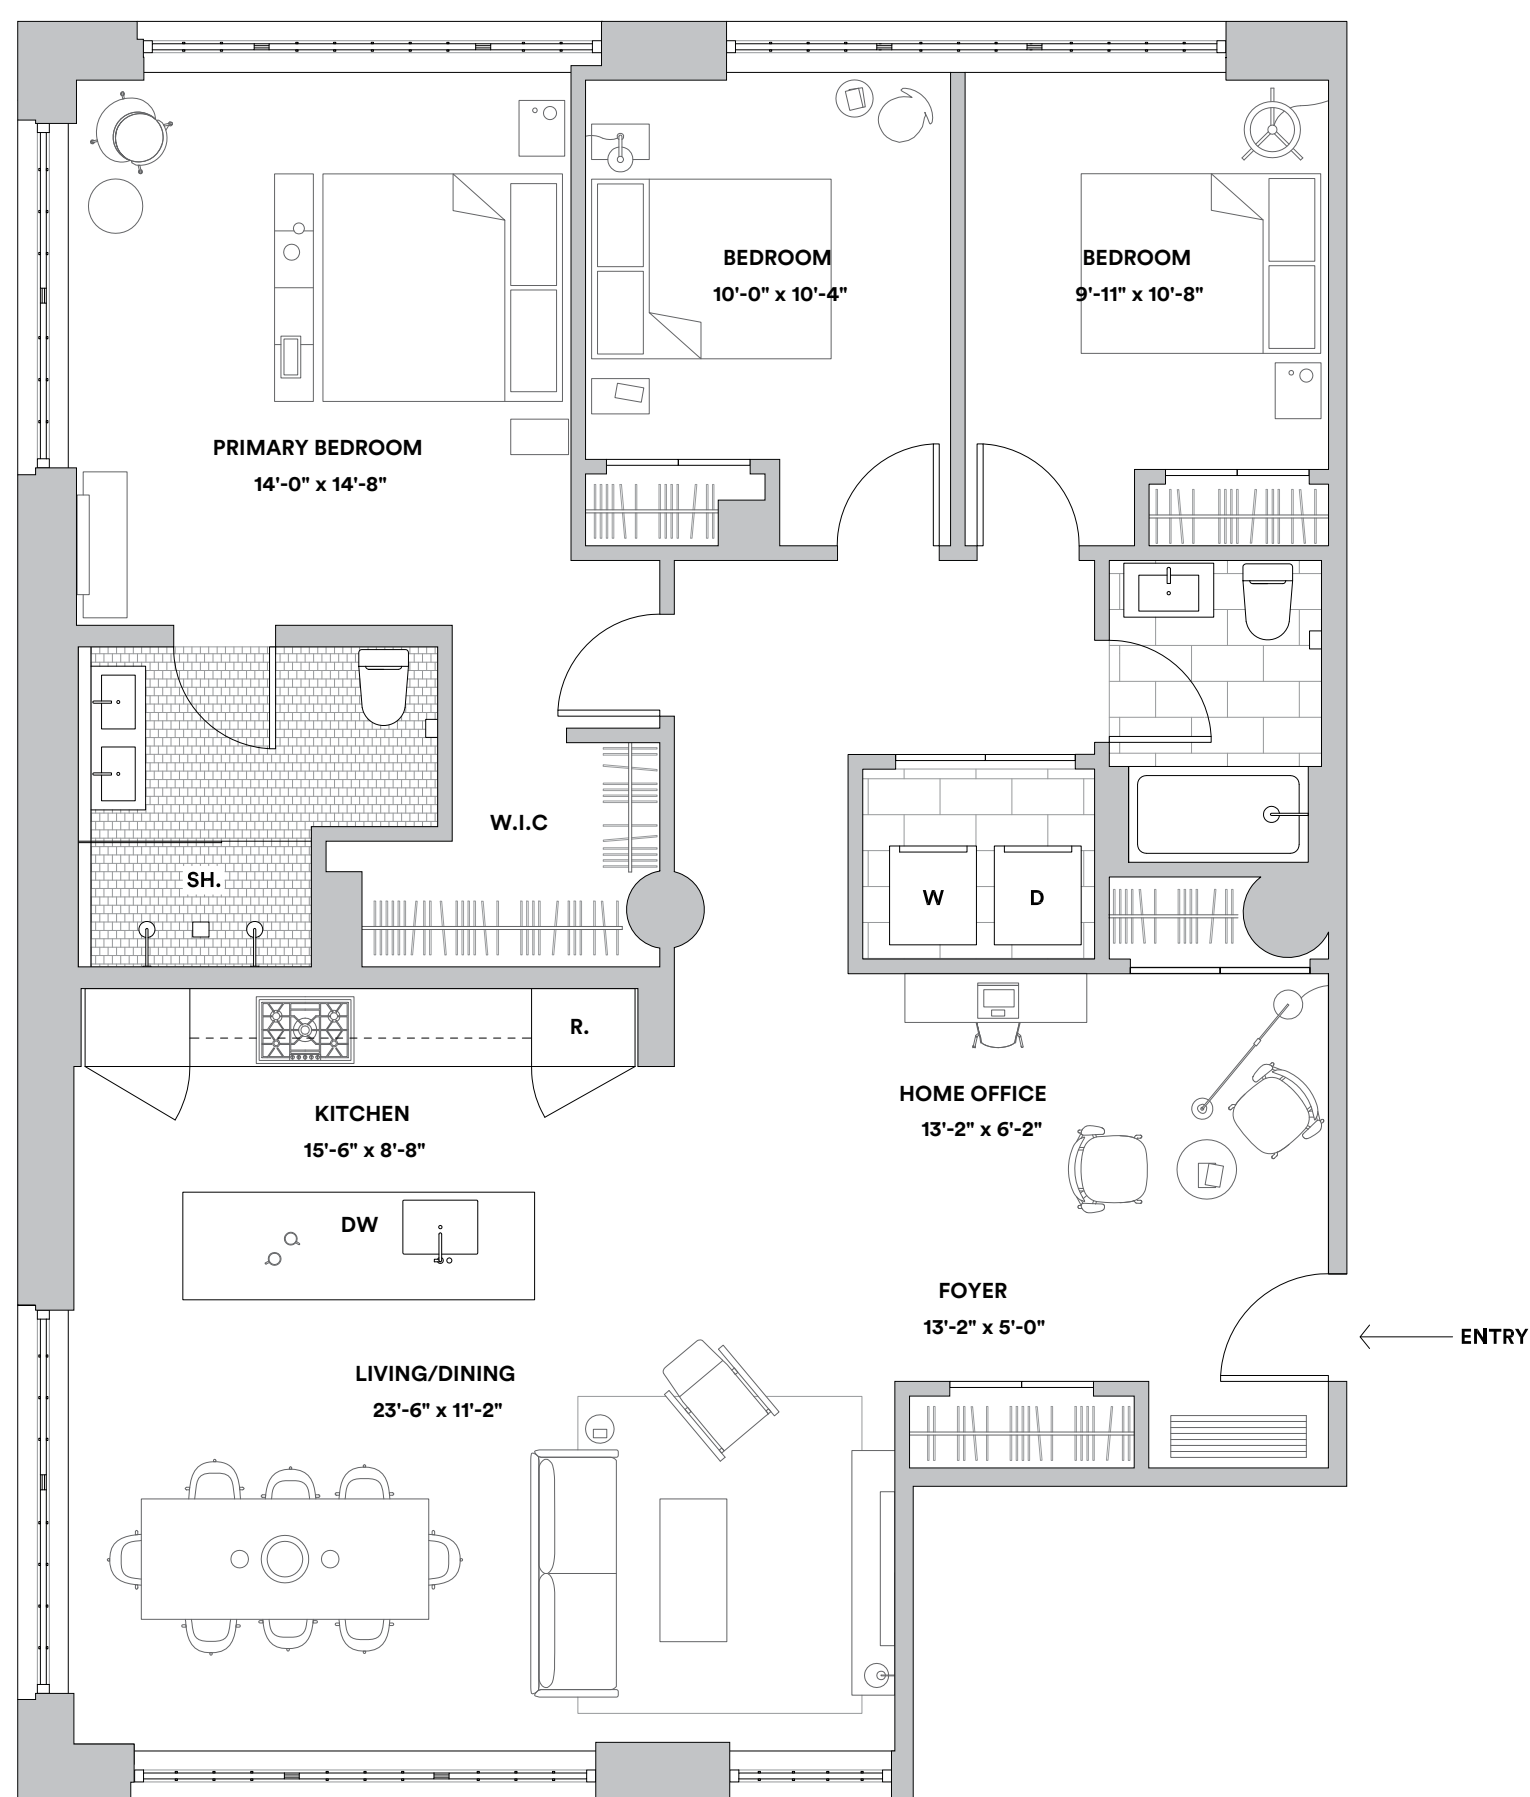 BEDROOM
10'-0" x 10'-4"
BEDROOM
9'-11" x 10'-8"
PRIMARY BEDROOM
14'-0" x 14'-8"
W.I.C
SH.
W
D
R.
HOME OFFICE
13'-2" x 6'-2"
KITCHEN
15'-6" x 8'-8"
DW
FOYER
13'-2" x 5'-0"
ENTRY
LIVING/DINING
23'-6" x 11'-2"